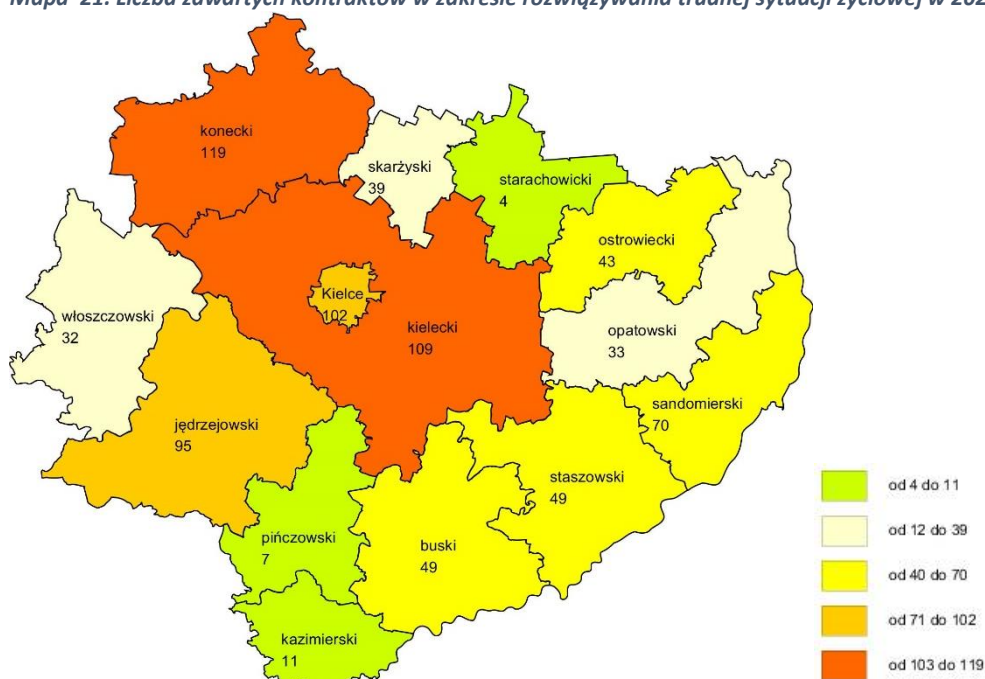 Mapa 21. Liczba zawartych kontraktów w zakresie rozwiązywania trudnej sytuacji życiowej w 202
konecki
119
skarżyski
39
starachowicki
4
ostrowiecki
43
Kielce
102
włoszczowski
32
kielecki
109
opatowski
33
sandomierski
70
jędrzejowski
95
staszowski
49
pińczowski
7
buski
49
kazimierski
11
od 4 do 11
od 12 do 39
od 40 do 70
od 71 do 102
od 103 do 119